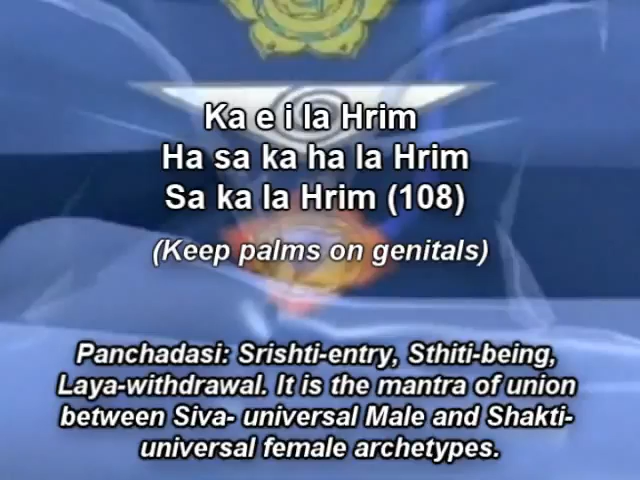 Ka e i la Hrim
Ha sa ka ha la Hrim
Sa ka la Hrim (108)
(Keep palms on genitals)
Panchadasi: Srishti-entry, Sthiti-being,
Laya-withdrawal. It is the mantra of union
between Siva- universal Male and Shakti-
universal female archetypes.